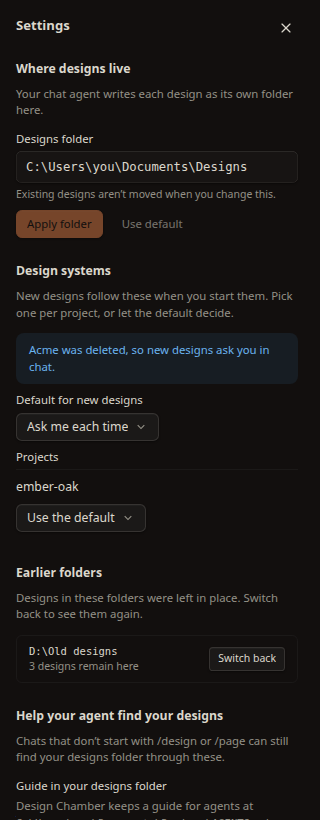 Settings
Where designs live
Your chat agent writes each design as its own folder
here.
Designs folder
C:\Users\you\Documents\Designs
Existing designs aren't moved when you change this.
Apply folder
Use default
Design systems
New designs follow these when you start them. Pick
one per project, or let the default decide.
Acme was deleted, so new designs ask you in
chat.
Default for new designs
Ask me each time
Projects
ember-oak
Use the default
Earlier folders
Designs in these folders were left in place. Switch
back to see them again.
D:\Old designs
3 designs remain here
Switch back
Help your agent find your designs
Chats that don't start with /design or /page can still
find your designs folder through these.
Guide in your designs folder
Design Chamber keeps a guide for agents at